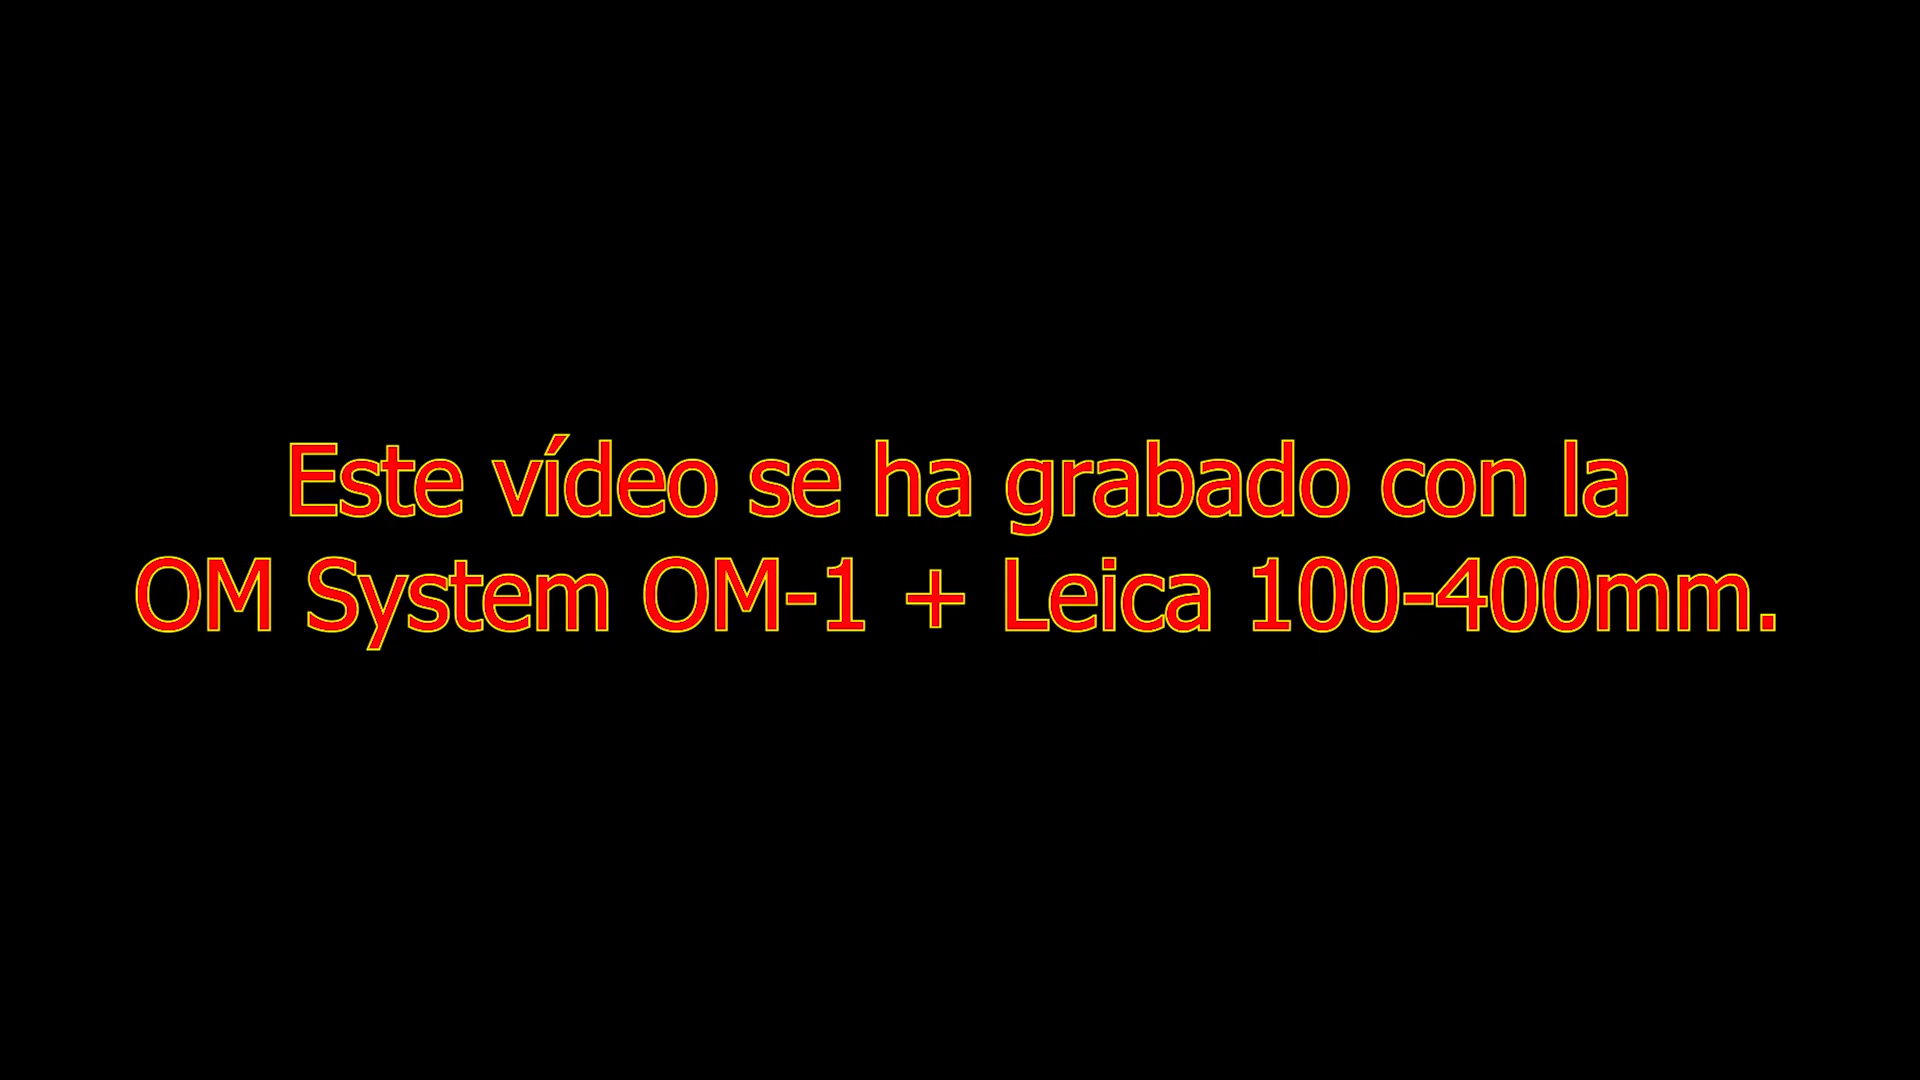 Este vídeo se ha grabado con la
OM System OM-1 + Leica 100-400mm.